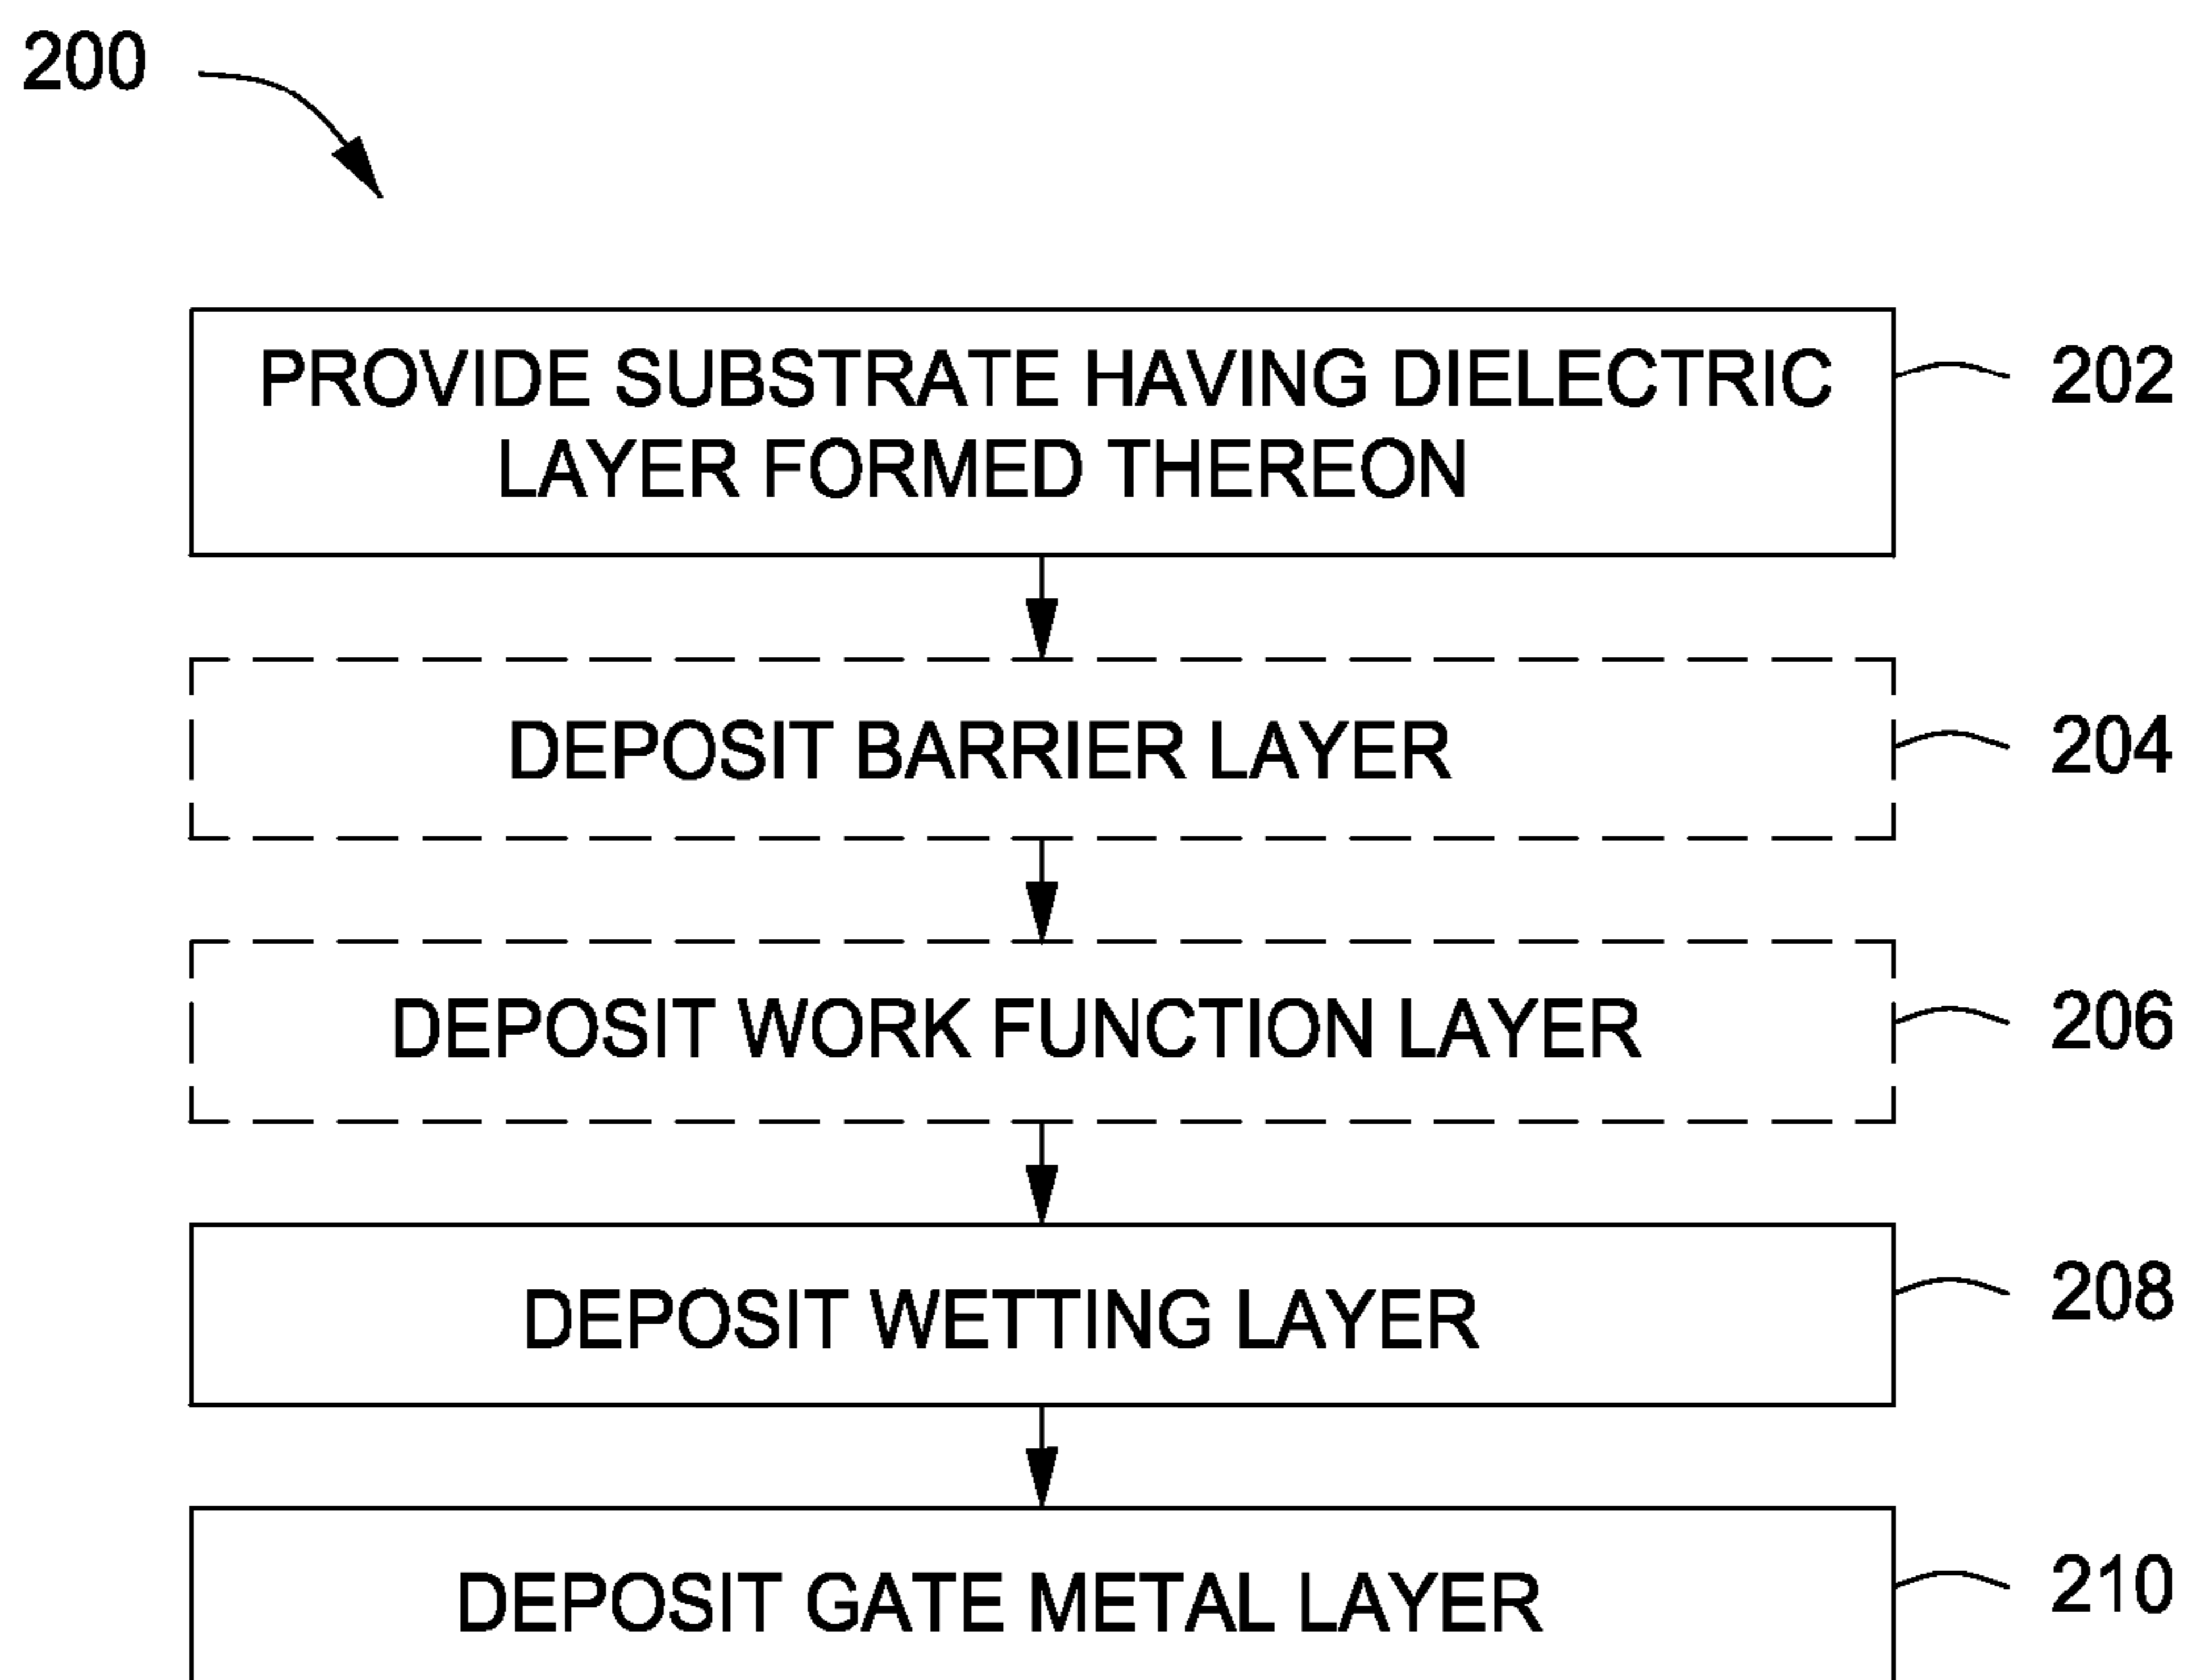 200
PROVIDE SUBSTRATE HAVING DIELECTRIC
LAYER FORMED THEREON
202
DEPOSIT BARRIER LAYER
204
DEPOSIT WORK FUNCTION LAYER
206
DEPOSIT WETTING LAYER
208
DEPOSIT GATE METAL LAYER
210